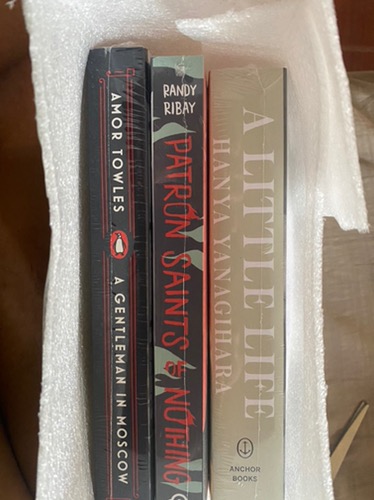 AMOR TOWLES
A GENTLEMAN IN MOSCOW
RANDY
RIBAY
PATRON SAINTS OF NOTHING
A LITTLE LIFE
HANYA YANAGIHARA
ANCHOR
BOOKS